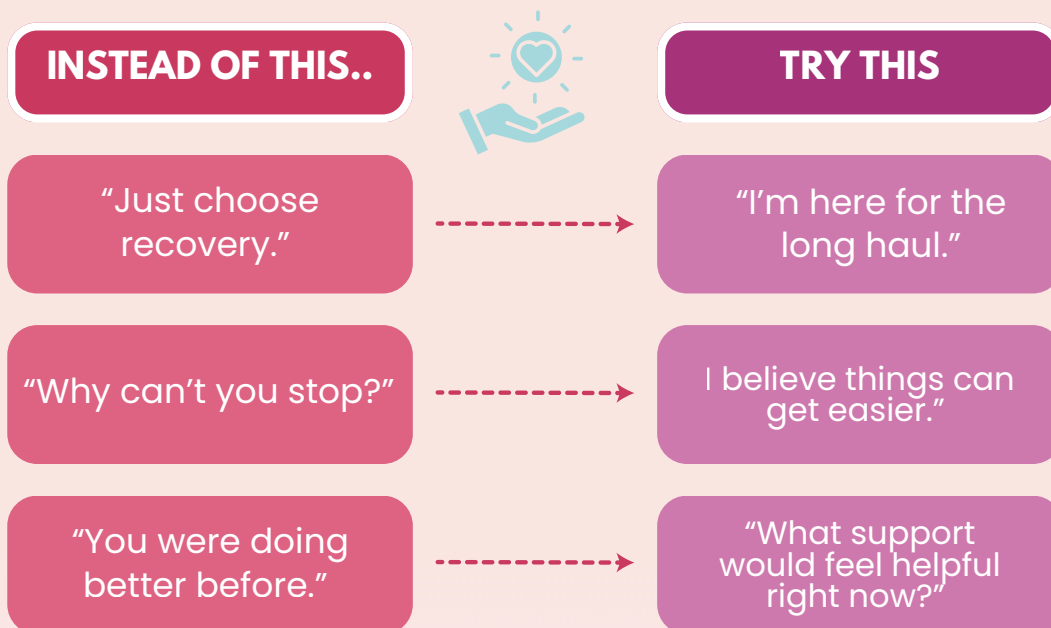 INSTEAD OF THIS..
TRY THIS
“Just choose
recovery.”
“I’m here for the
long haul.”
“Why can’t you stop?”
I believe things can
get easier.”
“You were doing
better before.”
“What support
would feel helpful
right now?”